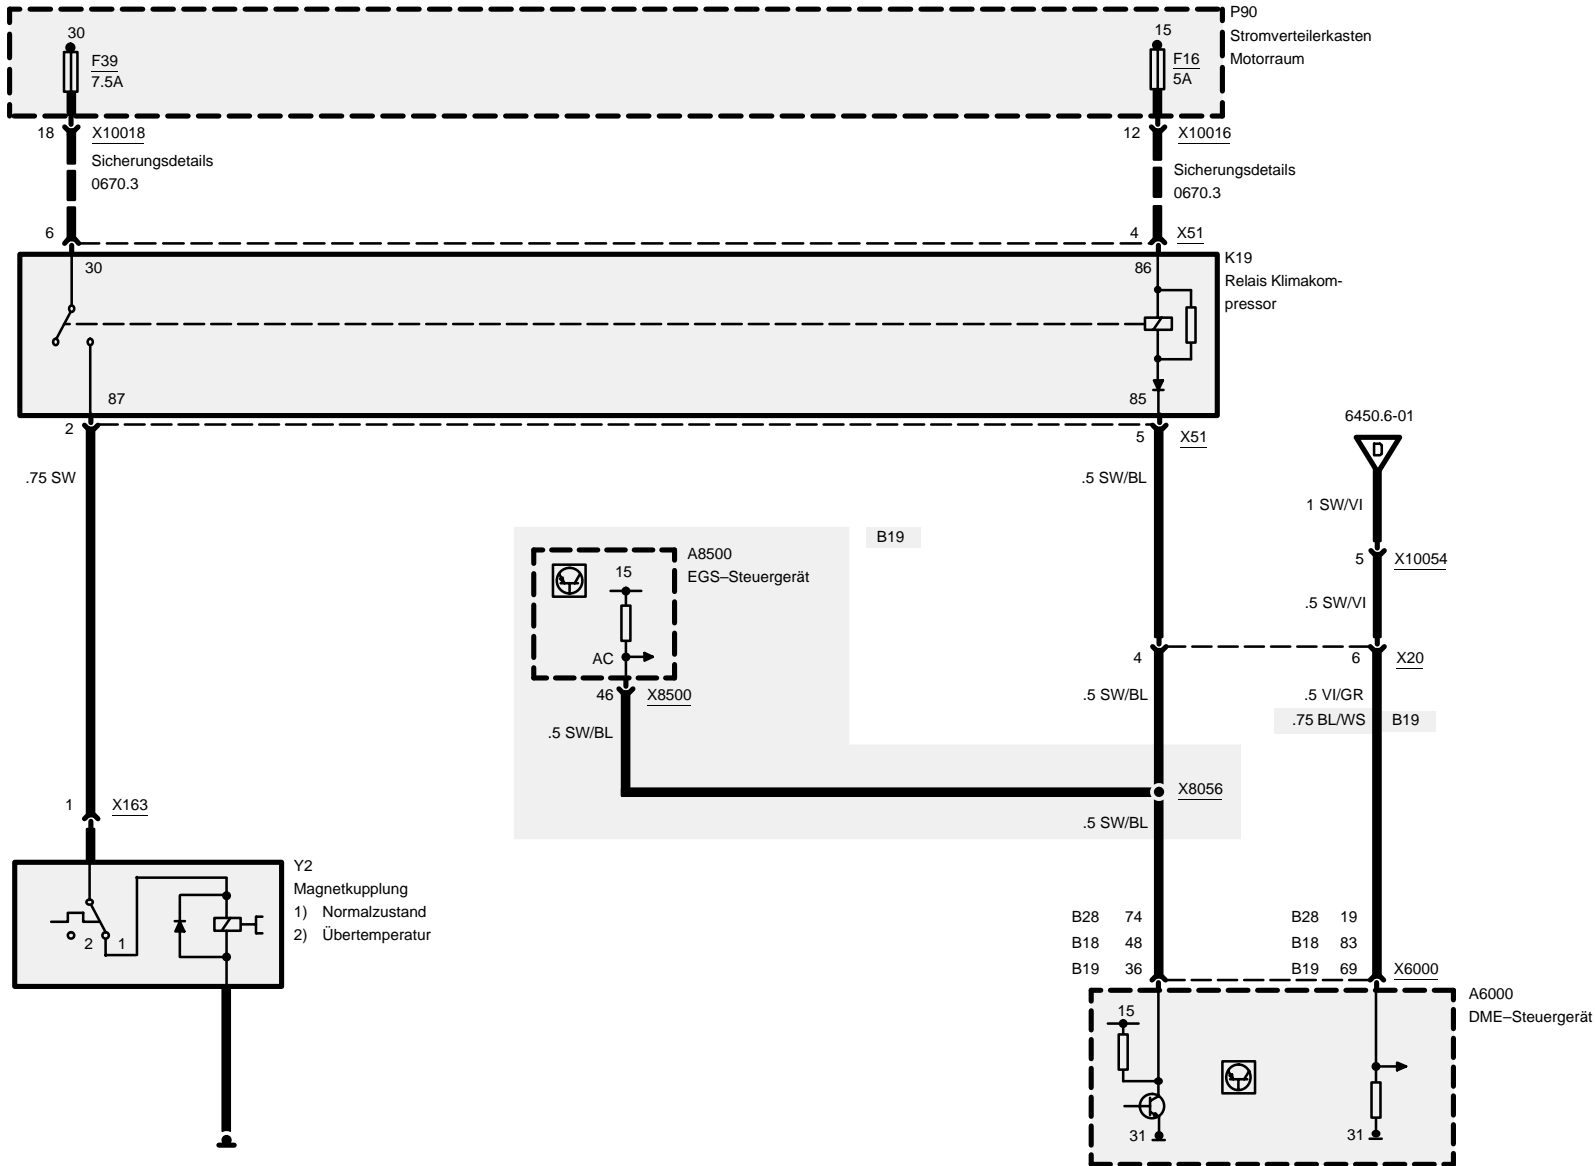 P90
Stromverteilerkasten
Motorraum
30
F39
7.5A
15
F16
5A
18 X10018
Sicherungsdetails
0670.3
12 X10016
Sicherungsdetails
0670.3
6
4 X51
30
86
K19
Relais Klimakom-
pressor
87
85
2
5 X51
6450.6-01
D
.75 SW
.5 SW/BL
1 SW/VI
B19
A8500
EGS–Steuergerät
15
AC
5 X10054
.5 SW/VI
4
6 X20
46 X8500
.5 SW/BL
.5 SW/BL
.5 VI/GR
.75 BL/WS B19
X8056
.5 SW/BL
1 X163
Y2
Magnetkupplung
1) Normalzustand
2) Übertemperatur
2 1
B28 74
B18 48
B19 36
B28 19
B18 83
B19 69 X6000
A6000
DME–Steuergerät
15
31
31